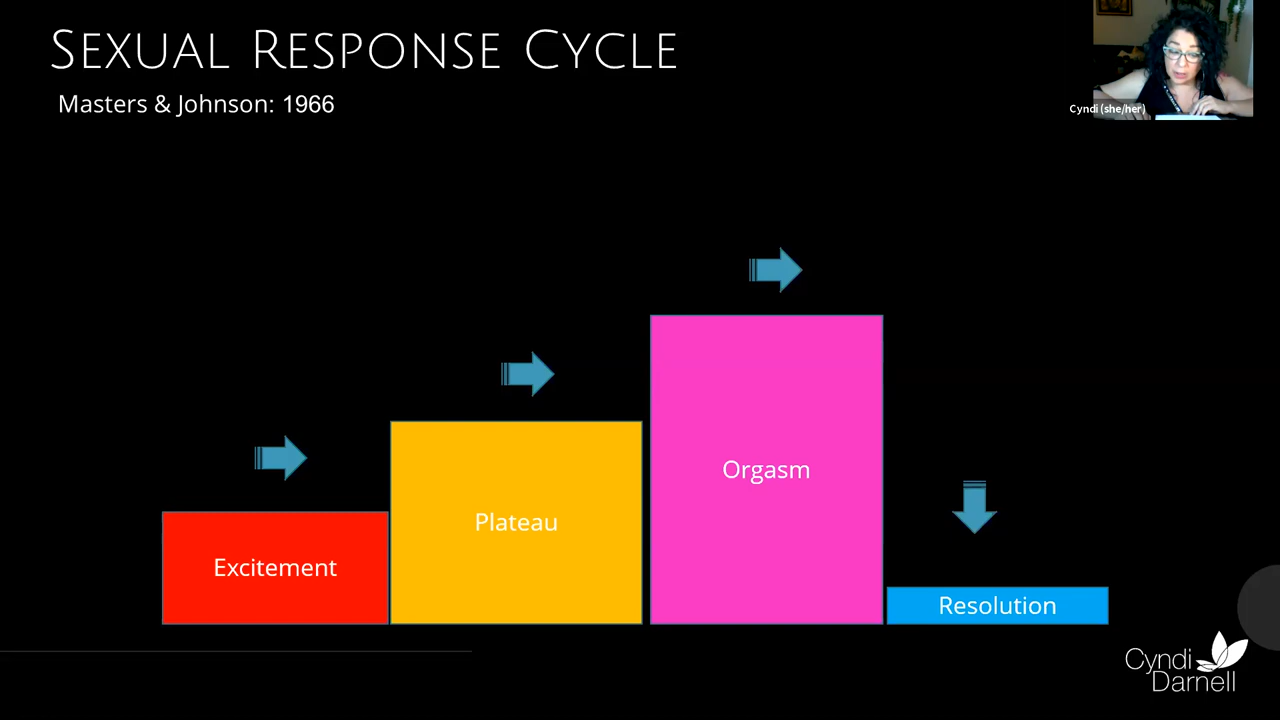 Sexual Response Cycle
Masters & Johnson: 1966
Cyndi (she/her)
Orgasm
Plateau
Excitement
Resolution
Cyndi
Darnell